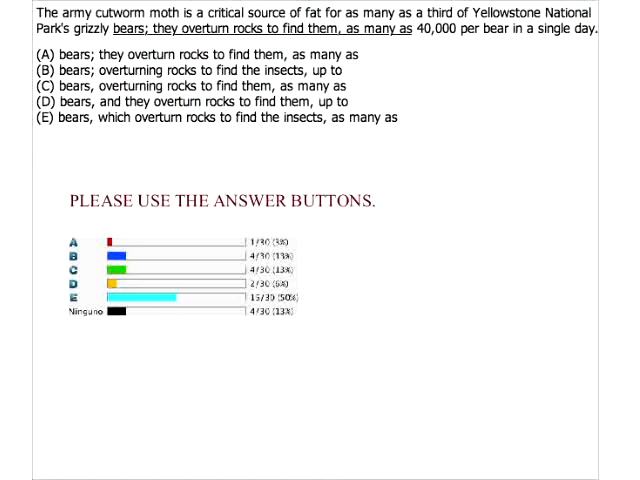 The army cutworm moth is a critical source of fat for as many as a third of Yellowstone National
Park's grizzly bears; they overturn rocks to find them, as many as 40,000 per bear in a single day.
(A) bears; they overturn rocks to find them, as many as
(B) bears; overturning rocks to find the insects, up to
(C) bears, overturning rocks to find them, as many as
(D) bears, and they overturn rocks to find them, up to
(E) bears, which overturn rocks to find the insects, as many as
PLEASE USE THE ANSWER BUTTONS.
A 1/30 (3%)
B 4/30 (13%)
C 4/30 (13%)
D 2/30 (6%)
E 15/30 (50%)
Ninguno 4/30 (13%)